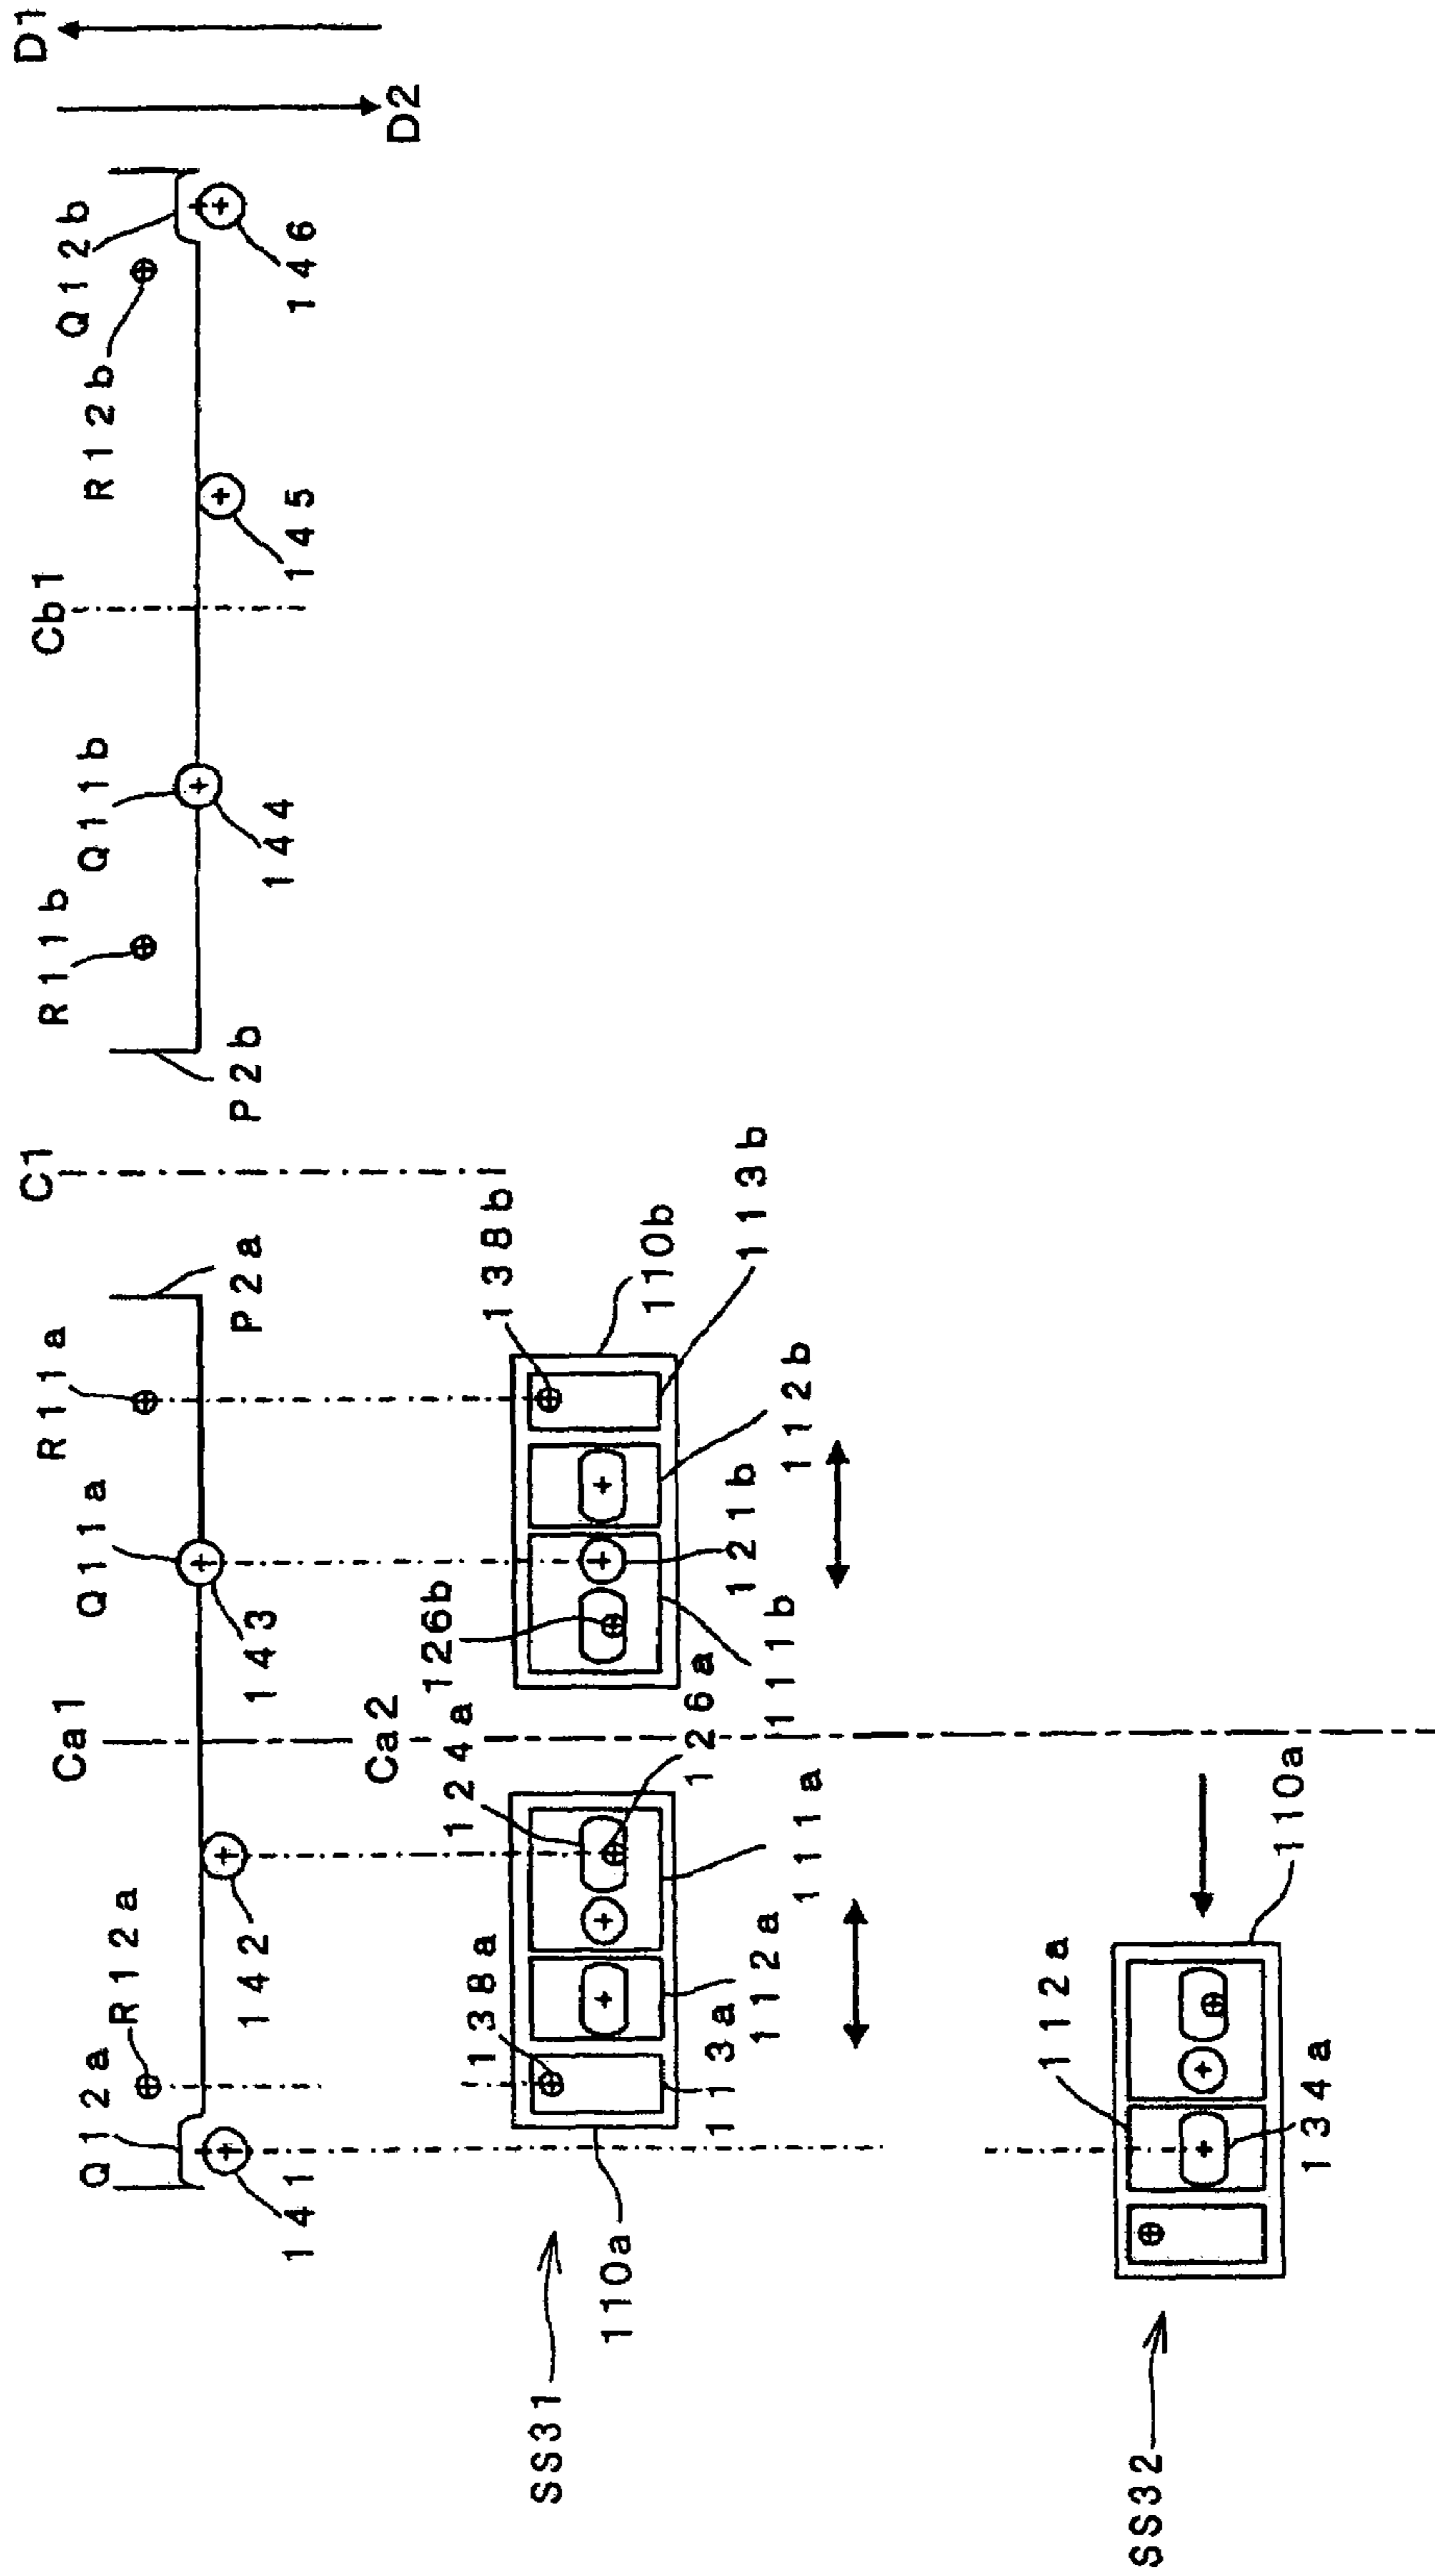 D1
D2
Q12b
R12b
146
145
Cb1
Q11b
144
R11b
P2b
C1
P2a
R11a
Q11a
143
Ca1
142
R12a
Q12a
141
138b
110b
113b
112b
121b
111b
126b
Ca2
124a
126a
111a
112a
113a
138a
110a
SS31
110a
112a
134a
SS32